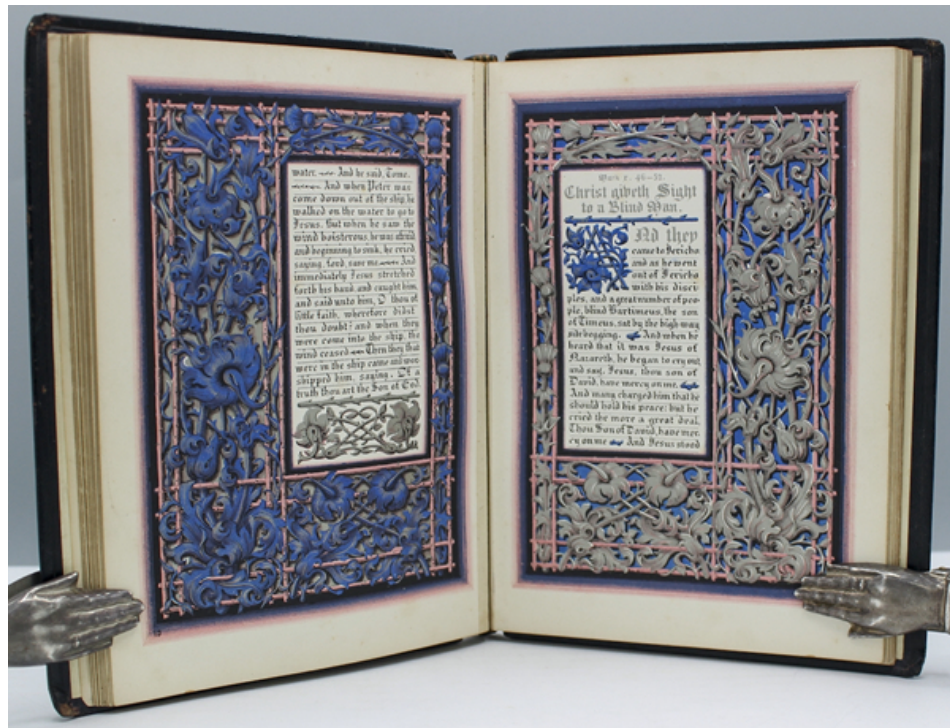 water. And he said, Come.
And when Peter was
come down out of the ship, he
walked on the water to go to
Jesus. But when he saw the
wind boisterous, he was afraid
and beginning to sink, he cried
saying, Lord, save me. And
immediately Jesus stretched
forth his hand, and caught him,
and said unto him, O thou of
little faith, wherefore didst
thou doubt? and when they
were come into the ship, the
wind ceased. Then they that
were in the ship came and wor
shipped him, saying, Of a
truth thou art the Son of God.
Mark x. 46–52.
Christ giveth Sight
to a Blind Man.
And they
came to Jericho
and as he went
out of Jericho
with his disci
ples, and a great number of peo-
ple, blind Bartimeus, the son
of Timeus, sat by the high-way
side begging. And when he
heard that it was Jesus of
Nazareth, he began to cry out
and say, Jesus, thou son of
David, have mercy on me.
And many charged him that he
should hold his peace: but he
cried the more a great deal,
Thou Son of David, have mer-
cy on me. And Jesus stood